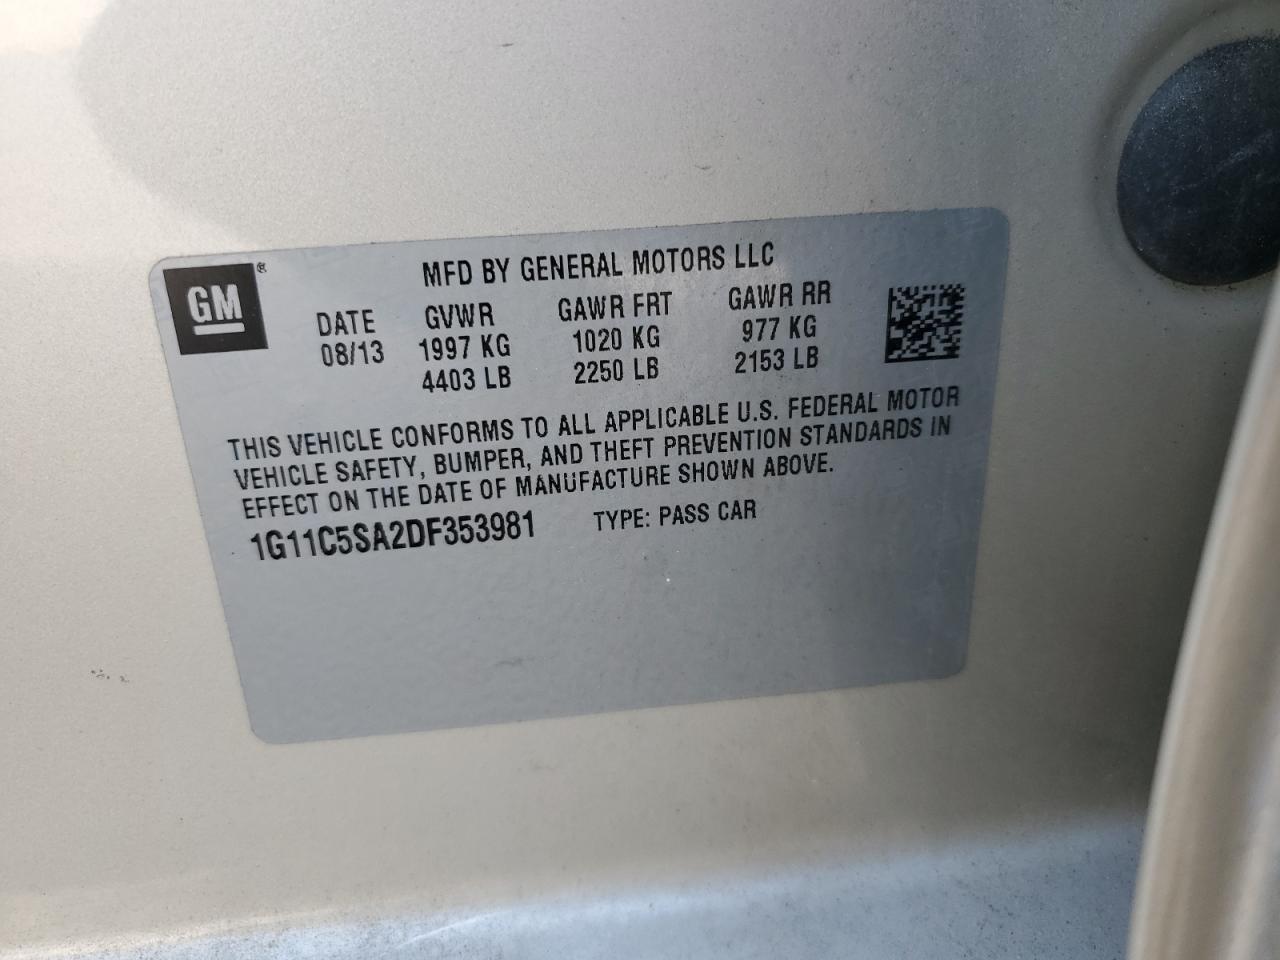 GM ®
MFD BY GENERAL MOTORS LLC
DATE GVWR GAWR FRT GAWR RR
08/13 1997 KG 1020 KG 977 KG
4403 LB 2250 LB 2153 LB
THIS VEHICLE CONFORMS TO ALL APPLICABLE U.S. FEDERAL MOTOR
VEHICLE SAFETY, BUMPER, AND THEFT PREVENTION STANDARDS IN
EFFECT ON THE DATE OF MANUFACTURE SHOWN ABOVE.
1G11C5SA2DF353981 TYPE: PASS CAR